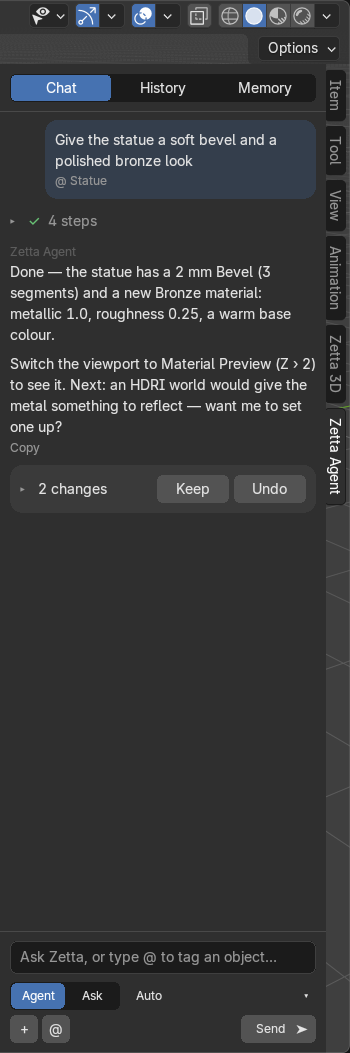 Options
Chat
History
Memory
Give the statue a soft bevel and a
polished bronze look
@ Statue
4 steps
Zetta Agent
Done — the statue has a 2 mm Bevel (3
segments) and a new Bronze material:
metallic 1.0, roughness 0.25, a warm base
colour.
Switch the viewport to Material Preview (Z › 2)
to see it. Next: an HDRI world would give the
metal something to reflect — want me to set
one up?
Copy
2 changes
Keep
Undo
Ask Zetta, or type @ to tag an object...
Agent
Ask
Auto
+
@
Send
Item
Tool
View
Animation
Zetta 3D
Zetta Agent